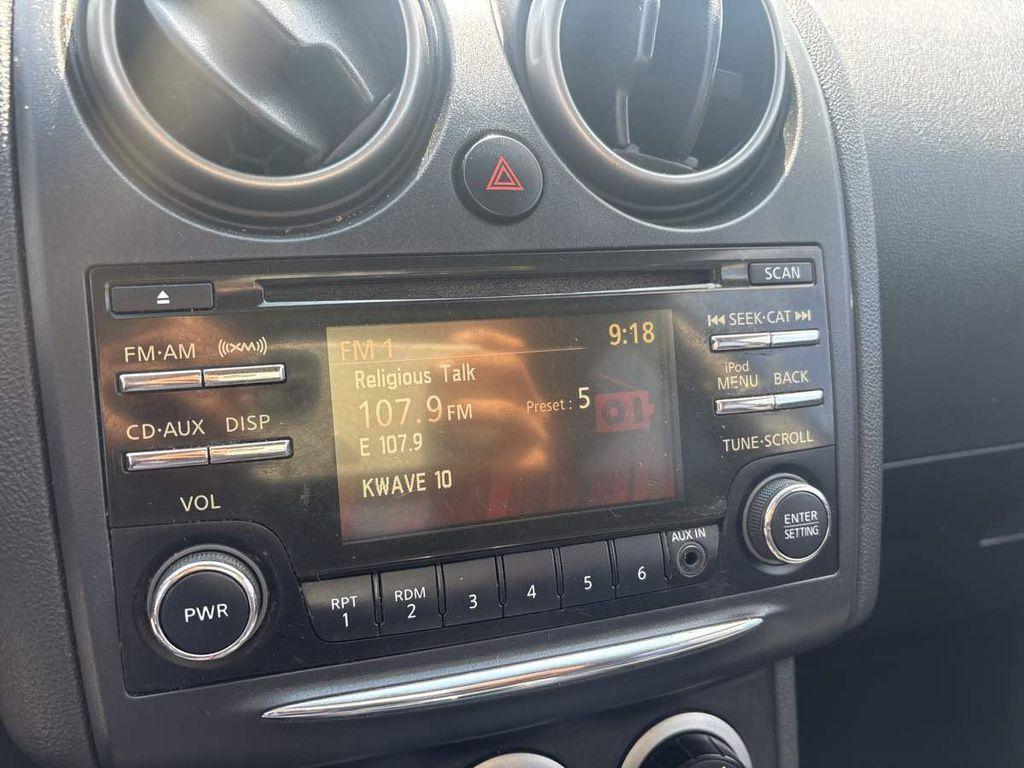 SCAN
FM·AM
(((XM)))
SEEK·CAT
iPod
MENU
BACK
CD·AUX
DISP
TUNE·SCROLL
VOL
FM 1
9:18
Religious Talk
107.9 FM
Preset : 5
E 107.9
KWAVE 10
PWR
RPT
1
RDM
2
3
4
5
6
AUX IN
ENTER
SETTING